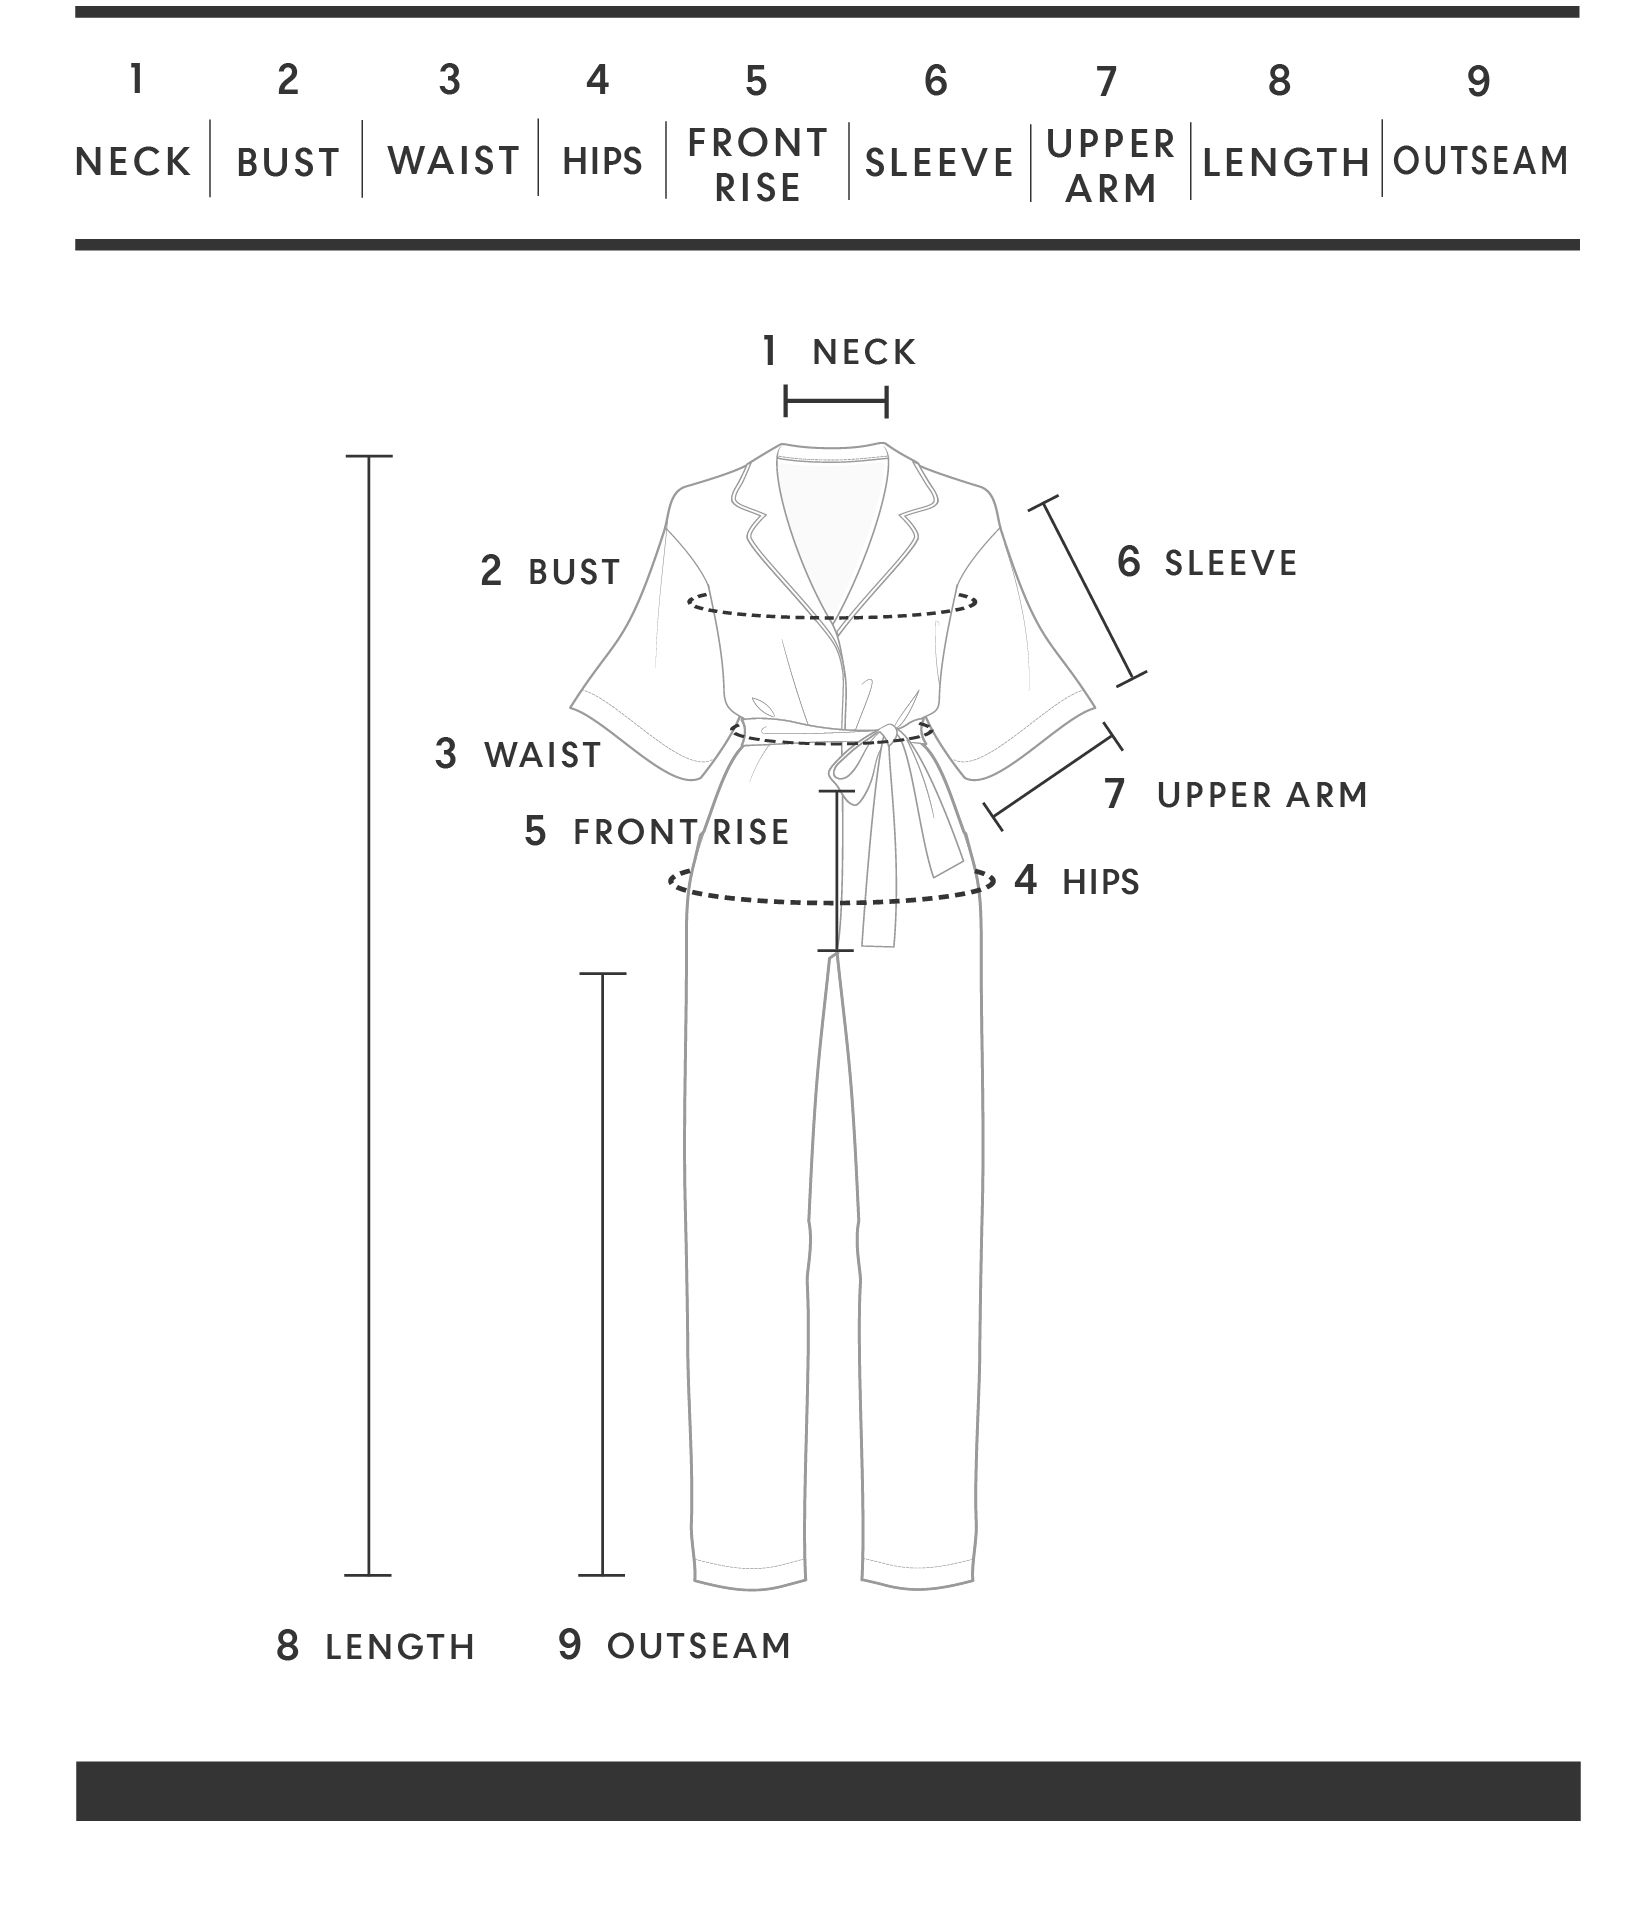 1 2 3 4 5 6 7 8 9
NECK BUST WAIST HIPS FRONT RISE SLEEVE UPPER ARM LENGTH OUTSEAM
1 NECK
2 BUST
6 SLEEVE
3 WAIST
7 UPPER ARM
5 FRONT RISE
4 HIPS
8 LENGTH
9 OUTSEAM